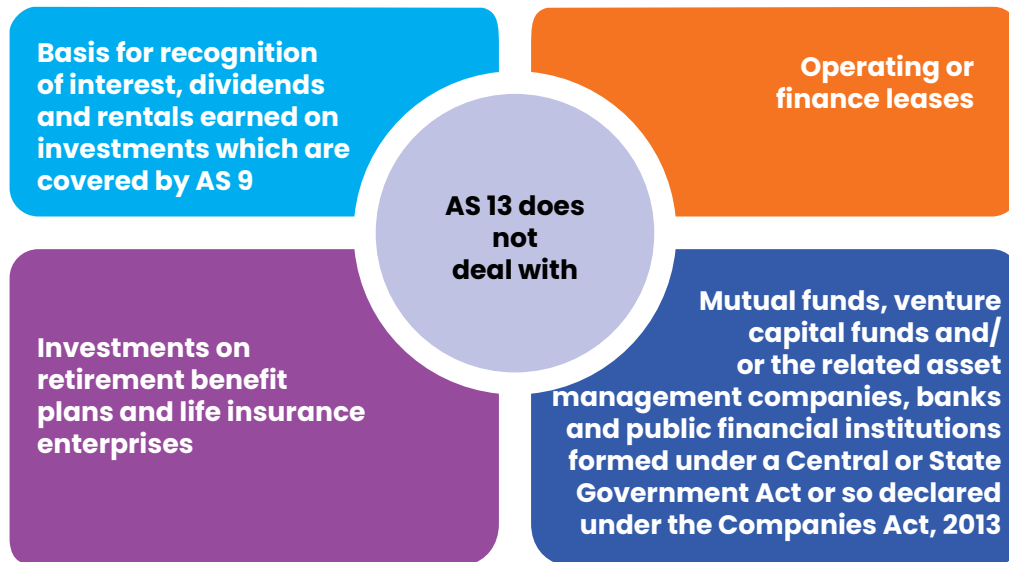 Basis for recognition
of interest, dividends
and rentals earned on
investments which are
covered by AS 9
Operating or
finance leases
AS 13 does
not
deal with
Investments on
retirement benefit
plans and life insurance
enterprises
Mutual funds, venture
capital funds and/
or the related asset
management companies, banks
and public financial institutions
formed under a Central or State
Government Act or so declared
under the Companies Act, 2013